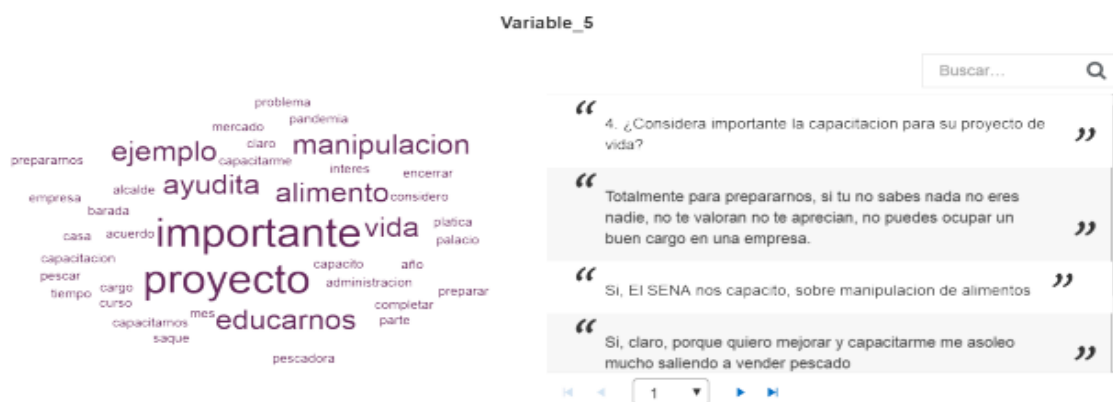 Variable_5
Buscar...
problema
pandemia
mercado
claro
manipulacion
ejemplo
capacitarme
preparamos
interes
encerrar
alcalde
ayudita
alimento
considero
empresa
barada
importante
vida
platica
casa
acuerdo
palacio
capacitacion
capacito
año
pescar
proyecto
administracion
tiempo
cargo
preparar
curso
completar
mes
educarnos
capacitarnos
parte
saque
pescadora
“ 4. ¿Considera importante la capacitacion para su proyecto de
vida? ”
“ Totalmente para prepararnos, si tu no sabes nada no eres
nadie, no te valoran no te aprecian, no puedes ocupar un
buen cargo en una empresa. ”
“ Si, El SENA nos capacito, sobre manipulacion de alimentos ”
“ Si, claro, porque quiero mejorar y capacitarme me asoleo
mucho saliendo a vender pescado ”
1